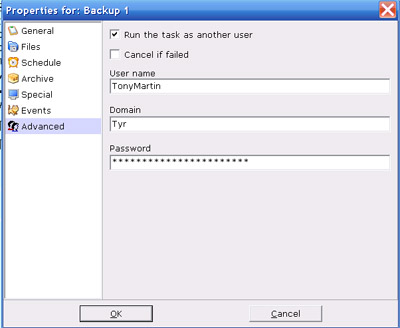 Properties for: Backup 1
General
Files
Schedule
Archive
Special
Events
Advanced
Run the task as another user
Cancel if failed
User name
TonyMartin
Domain
Tyr
Password
***********************
OK
Cancel